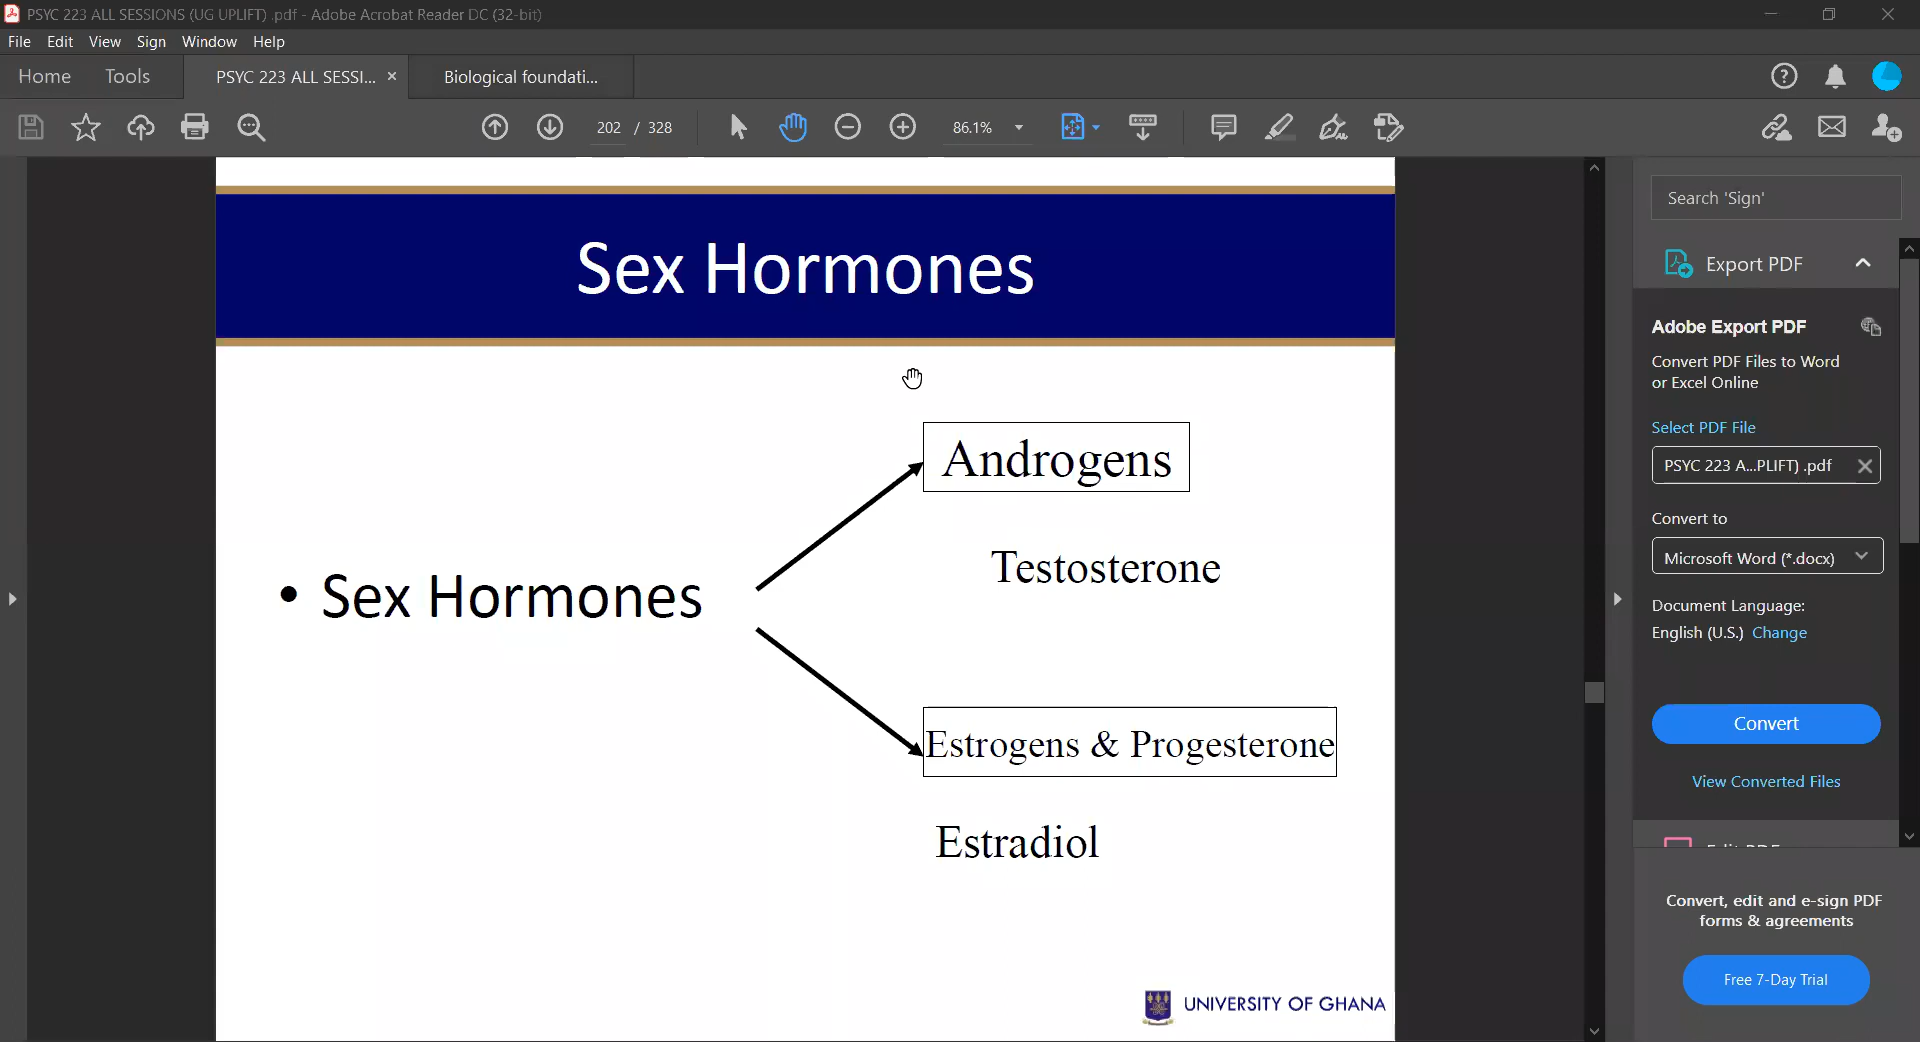 PSYC 223 ALL SESSIONS (UG UPLIFT) .pdf - Adobe Acrobat Reader DC (32-bit)
File Edit View Sign Window Help
Home Tools PSYC 223 ALL SESSI... × Biological foundati...
202 / 328 86.1%
Search 'Sign'
Sex Hormones
Export PDF
Adobe Export PDF
Convert PDF Files to Word
or Excel Online
Select PDF File
PSYC 223 A...PLIFT) .pdf
Convert to
Microsoft Word (*.docx)
Document Language:
English (U.S.) Change
Convert
View Converted Files
Androgens
Testosterone
• Sex Hormones
Estrogens & Progesterone
Estradiol
UNIVERSITY OF GHANA
Convert, edit and e-sign PDF
forms & agreements
Free 7-Day Trial